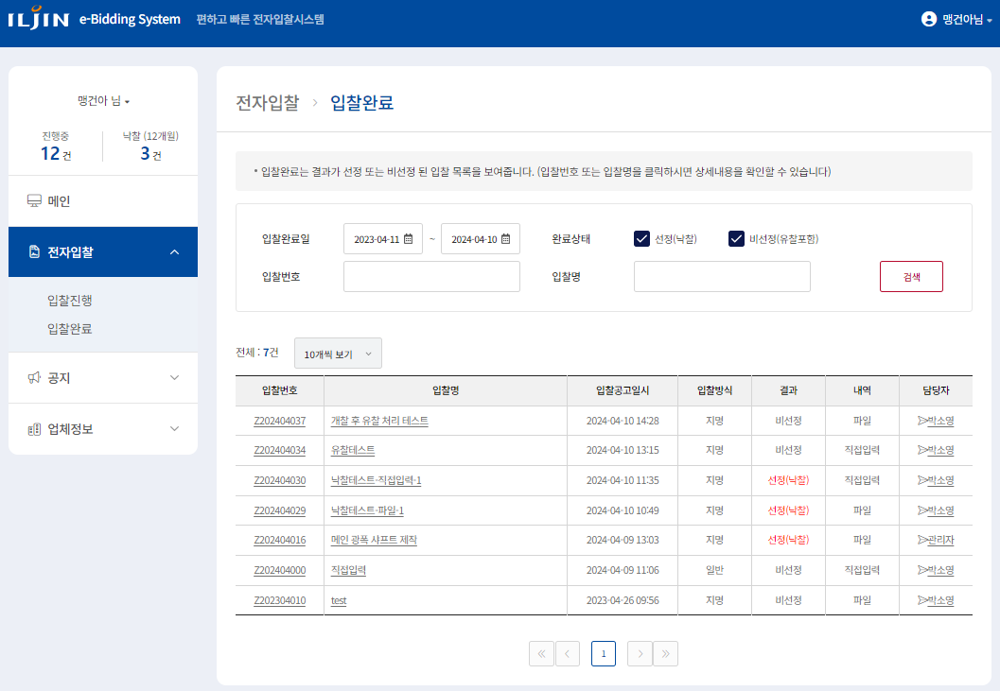 ILJIN e-Bidding System 편하고 빠른 전자입찰시스템 맹건아님
맹건아 님
진행중 낙찰 (12개월)
12 건 3 건
메인
전자입찰
입찰진행
입찰완료
공지
업체정보
전자입찰 > 입찰완료
• 입찰완료는 결과가 선정 또는 비선정 된 입찰 목록을 보여줍니다. (입찰번호 또는 입찰명을 클릭하시면 상세내용을 확인할 수 있습니다)
입찰완료일 2023-04-11 ~ 2024-04-10 완료상태 선정(낙찰) 비선정(유찰포함)
입찰번호 입찰명 검색
전체 : 7건 10개씩 보기
입찰번호 입찰명 입찰공고일시 입찰방식 결과 내역 담당자
Z202404037 개찰 후 유찰 처리 테스트 2024-04-10 14:28 지명 비선정 파일 박소영
Z202404034 유찰테스트 2024-04-10 13:15 지명 비선정 직접입력 박소영
Z202404030 낙찰테스트-직접입력-1 2024-04-10 11:35 지명 선정(낙찰) 직접입력 박소영
Z202404029 낙찰테스트-파일-1 2024-04-10 10:49 지명 선정(낙찰) 파일 박소영
Z202404016 메인 광폭 샤프트 제작 2024-04-09 13:03 지명 선정(낙찰) 파일 관리자
Z202404000 직접입력 2024-04-09 11:06 일반 비선정 직접입력 박소영
Z202304010 test 2023-04-26 09:56 지명 비선정 파일 박소영
« < 1 > »